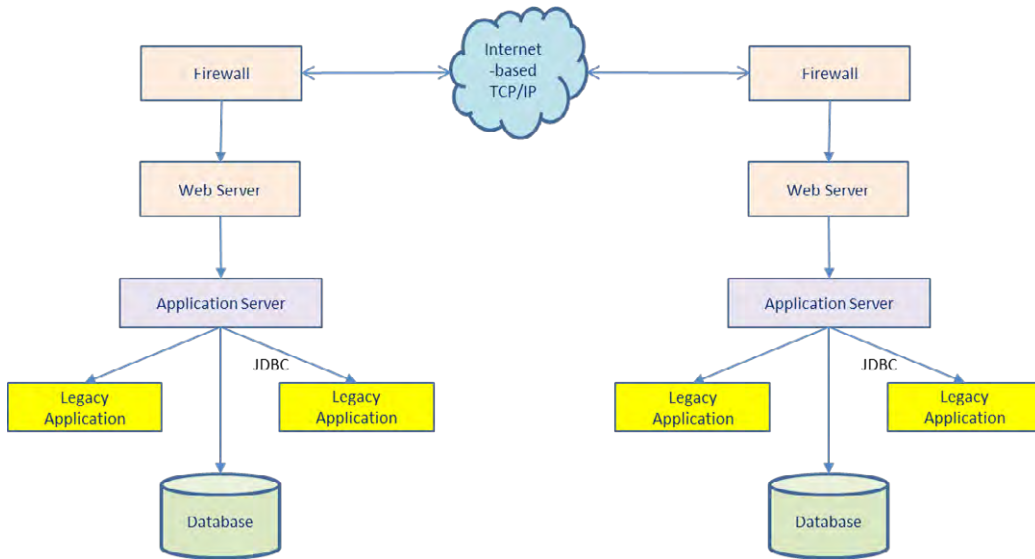 Internet
-based
TCP/IP
Firewall
Firewall
Web Server
Web Server
Application Server
Application Server
JDBC
JDBC
Legacy
Application
Legacy
Application
Legacy
Application
Legacy
Application
Database
Database